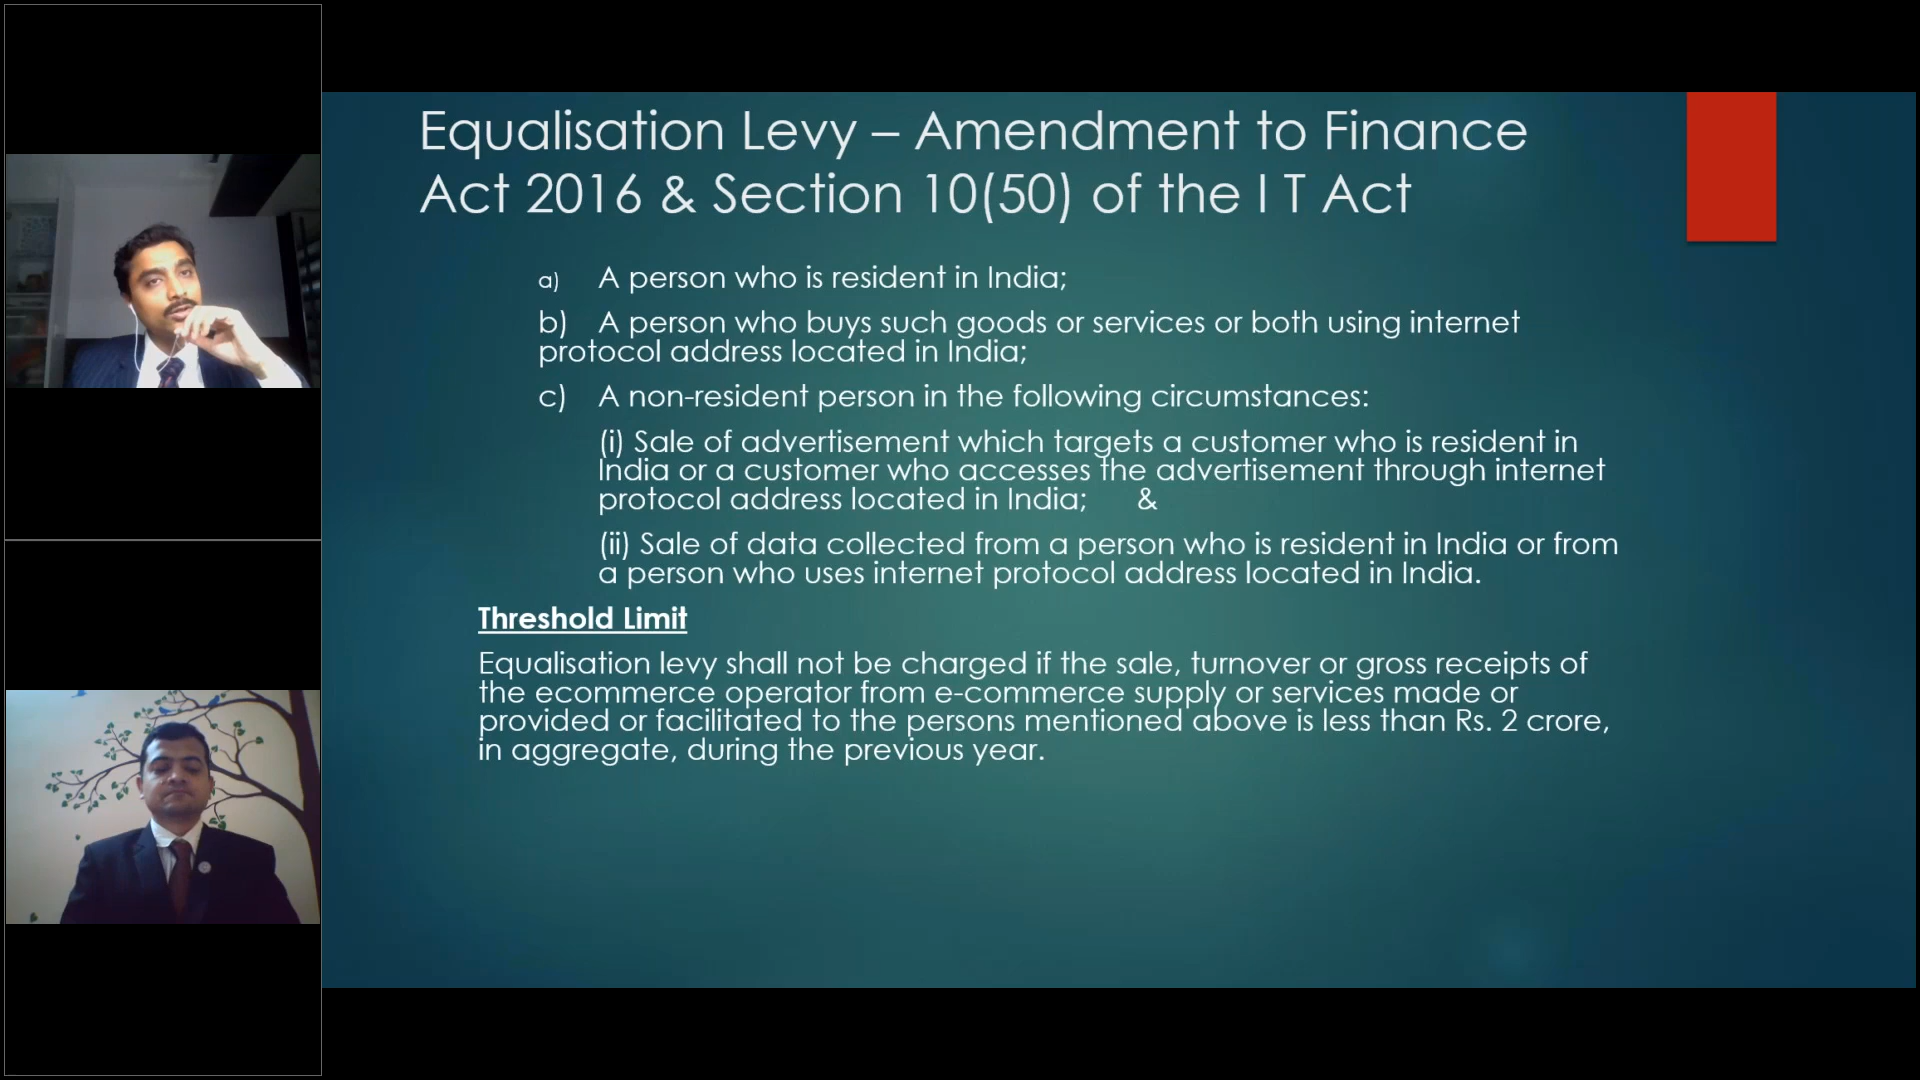 Equalisation Levy – Amendment to Finance
Act 2016 & Section 10(50) of the I T Act
a) A person who is resident in India;
b) A person who buys such goods or services or both using internet
protocol address located in India;
c) A non-resident person in the following circumstances:
(i) Sale of advertisement which targets a customer who is resident in
India or a customer who accesses the advertisement through internet
protocol address located in India; &
(ii) Sale of data collected from a person who is resident in India or from
a person who uses internet protocol address located in India.
Threshold Limit
Equalisation levy shall not be charged if the sale, turnover or gross receipts of
the ecommerce operator from e-commerce supply or services made or
provided or facilitated to the persons mentioned above is less than Rs. 2 crore,
in aggregate, during the previous year.